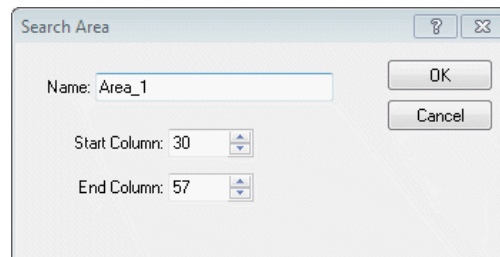 Search Area
Name: Area_1
OK
Cancel
Start Column: 30
End Column: 57